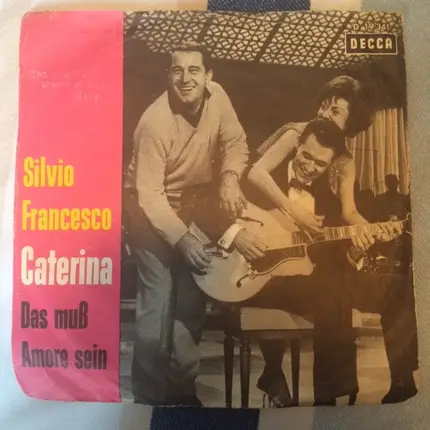 DECCA
Silvio
Francesco
Caterina
Das muß
Amore sein